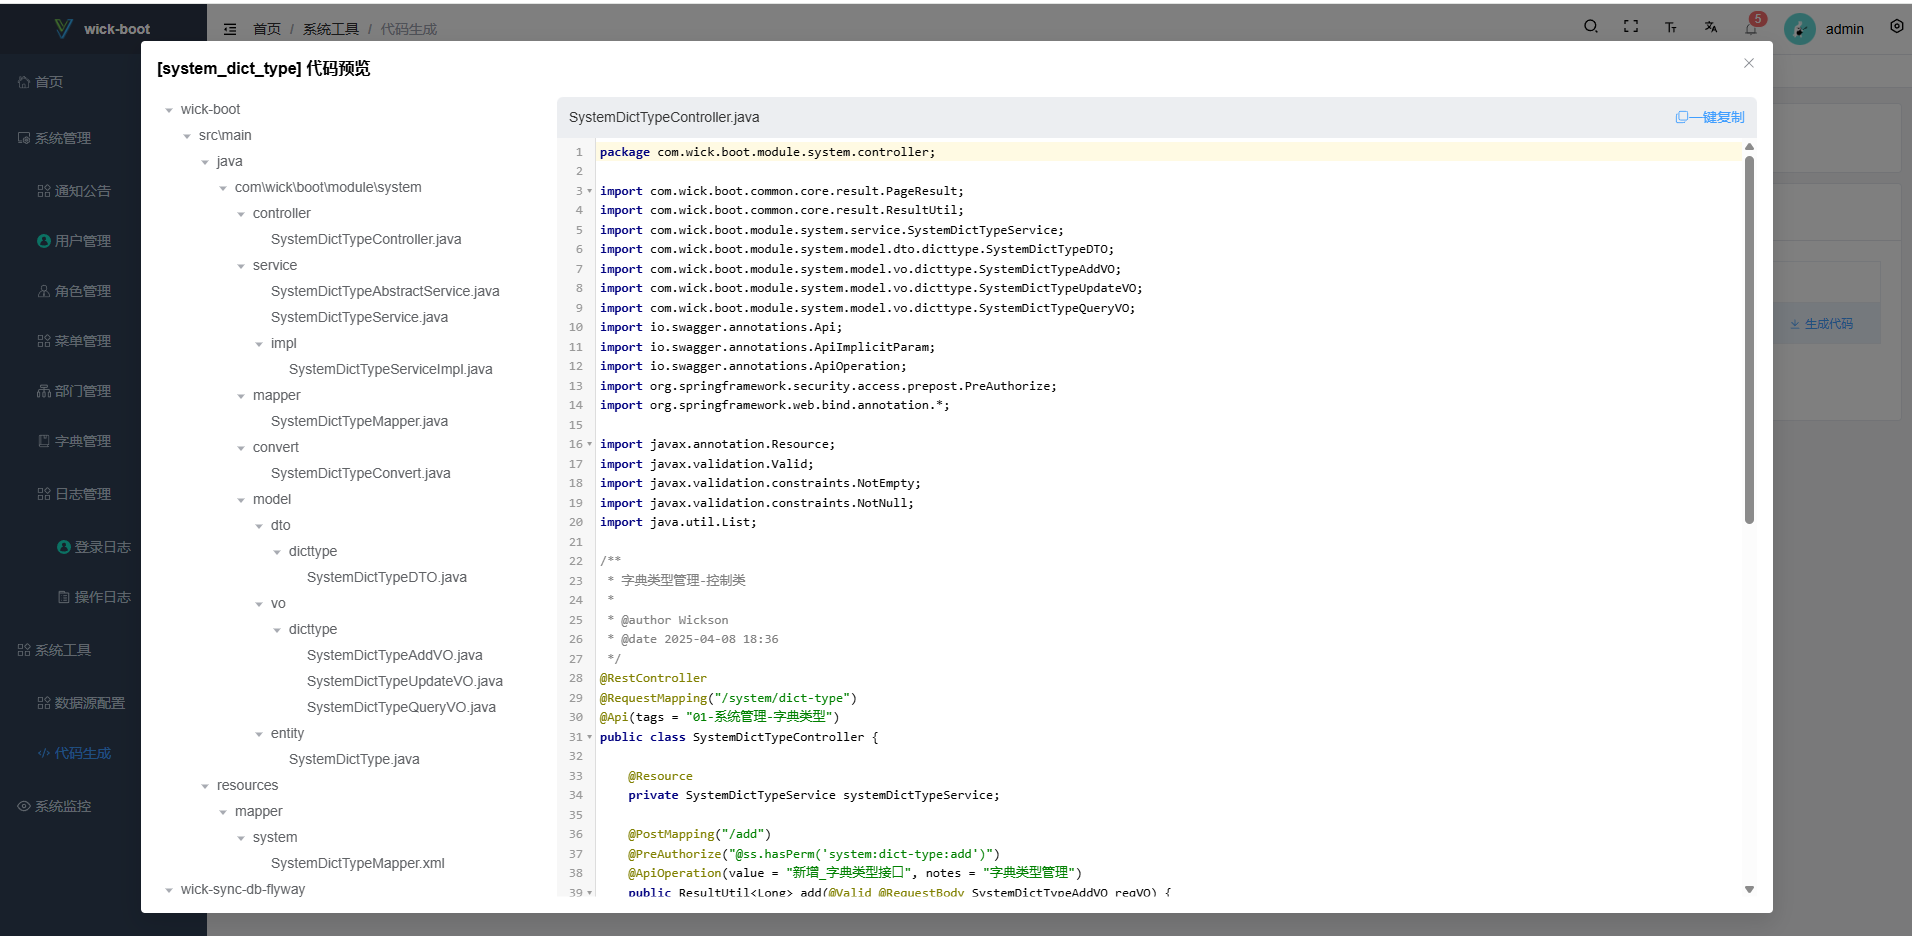 wick-boot
首页 / 系统工具 / 代码生成
5
admin
首页
系统管理
通知公告
用户管理
角色管理
菜单管理
部门管理
字典管理
日志管理
登录日志
操作日志
系统工具
数据源配置
代码生成
系统监控
生成代码
[system_dict_type] 代码预览
wick-boot
src\main
java
com\wick\boot\module\system
controller
SystemDictTypeController.java
service
SystemDictTypeAbstractService.java
SystemDictTypeService.java
impl
SystemDictTypeServiceImpl.java
mapper
SystemDictTypeMapper.java
convert
SystemDictTypeConvert.java
model
dto
dicttype
SystemDictTypeDTO.java
vo
dicttype
SystemDictTypeAddVO.java
SystemDictTypeUpdateVO.java
SystemDictTypeQueryVO.java
entity
SystemDictType.java
resources
mapper
system
SystemDictTypeMapper.xml
wick-sync-db-flyway
SystemDictTypeController.java
一键复制
1 package com.wick.boot.module.system.controller;
2
3 import com.wick.boot.common.core.result.PageResult;
4 import com.wick.boot.common.core.result.ResultUtil;
5 import com.wick.boot.module.system.service.SystemDictTypeService;
6 import com.wick.boot.module.system.model.dto.dicttype.SystemDictTypeDTO;
7 import com.wick.boot.module.system.model.vo.dicttype.SystemDictTypeAddVO;
8 import com.wick.boot.module.system.model.vo.dicttype.SystemDictTypeUpdateVO;
9 import com.wick.boot.module.system.model.vo.dicttype.SystemDictTypeQueryVO;
10 import io.swagger.annotations.Api;
11 import io.swagger.annotations.ApiImplicitParam;
12 import io.swagger.annotations.ApiOperation;
13 import org.springframework.security.access.prepost.PreAuthorize;
14 import org.springframework.web.bind.annotation.*;
15
16 import javax.annotation.Resource;
17 import javax.validation.Valid;
18 import javax.validation.constraints.NotEmpty;
19 import javax.validation.constraints.NotNull;
20 import java.util.List;
21
22 /**
23 * 字典类型管理-控制类
24 *
25 * @author Wickson
26 * @date 2025-04-08 18:36
27 */
28 @RestController
29 @RequestMapping("/system/dict-type")
30 @Api(tags = "01-系统管理-字典类型")
31 public class SystemDictTypeController {
32
33 @Resource
34 private SystemDictTypeService systemDictTypeService;
35
36 @PostMapping("/add")
37 @PreAuthorize("@ss.hasPerm('system:dict-type:add')")
38 @ApiOperation(value = "新增_字典类型接口", notes = "字典类型管理")
39 public ResultUtil<Long> add(@Valid @RequestBody SystemDictTypeAddVO reqVO) {